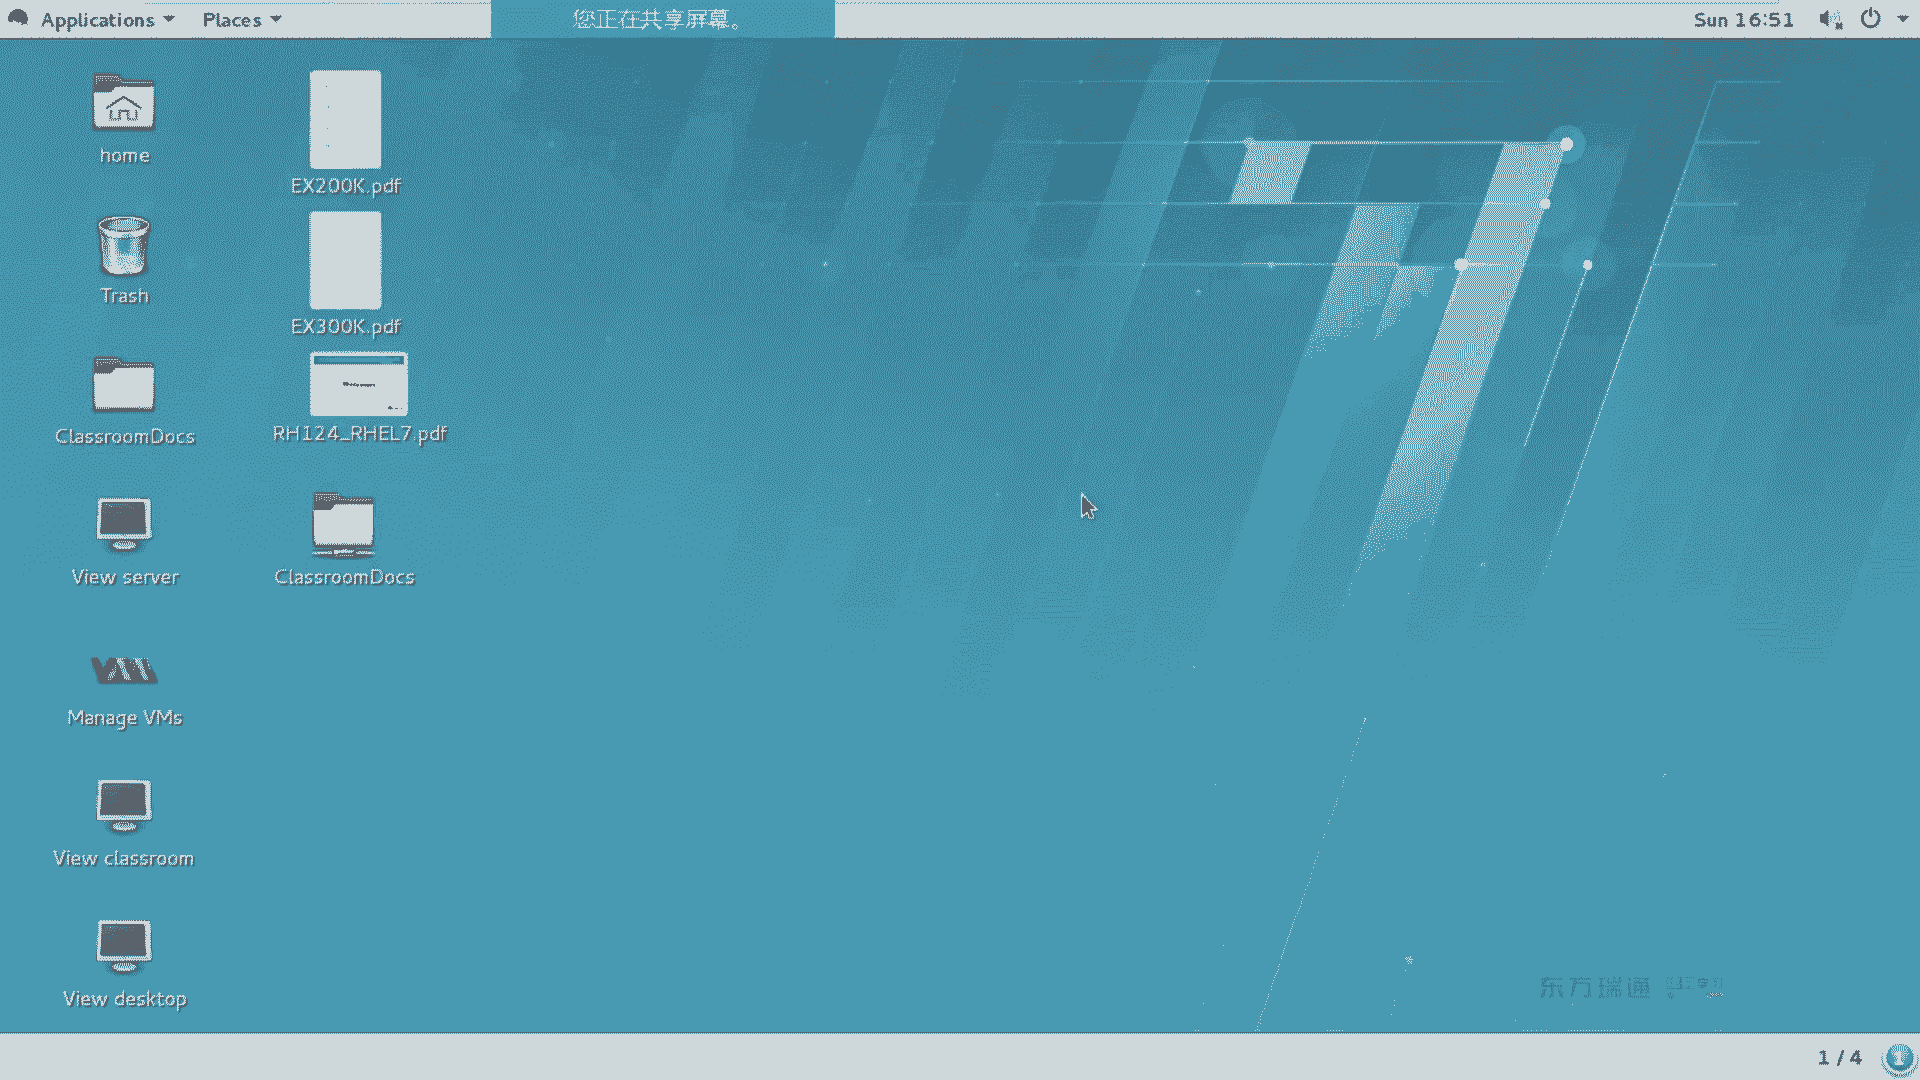 Applications
Places
您正在共享屏幕。
Sun 16:51
home
EX200K.pdf
Trash
EX300K.pdf
ClassroomDocs
RH124_RHEL7.pdf
View server
ClassroomDocs
Manage VMs
View classroom
View desktop
东方瑞通
1 / 4